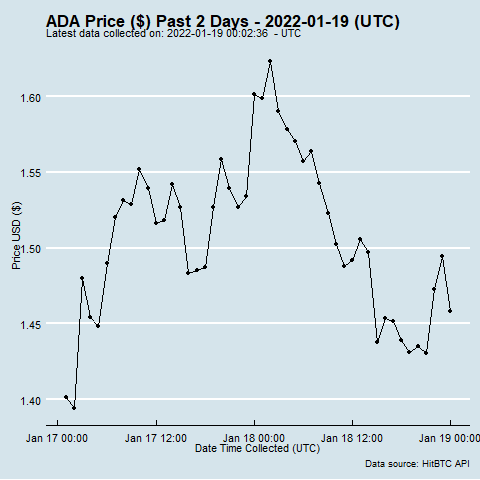 ADA Price ($) Past 2 Days - 2022-01-19 (UTC)
Latest data collected on: 2022-01-19 00:02:36  - UTC
Price USD ($)
1.60
1.55
1.50
1.45
1.40
Jan 17 00:00
Jan 17 12:00
Jan 18 00:00
Jan 18 12:00
Jan 19 00:00
Date Time Collected (UTC)
Data source: HitBTC API